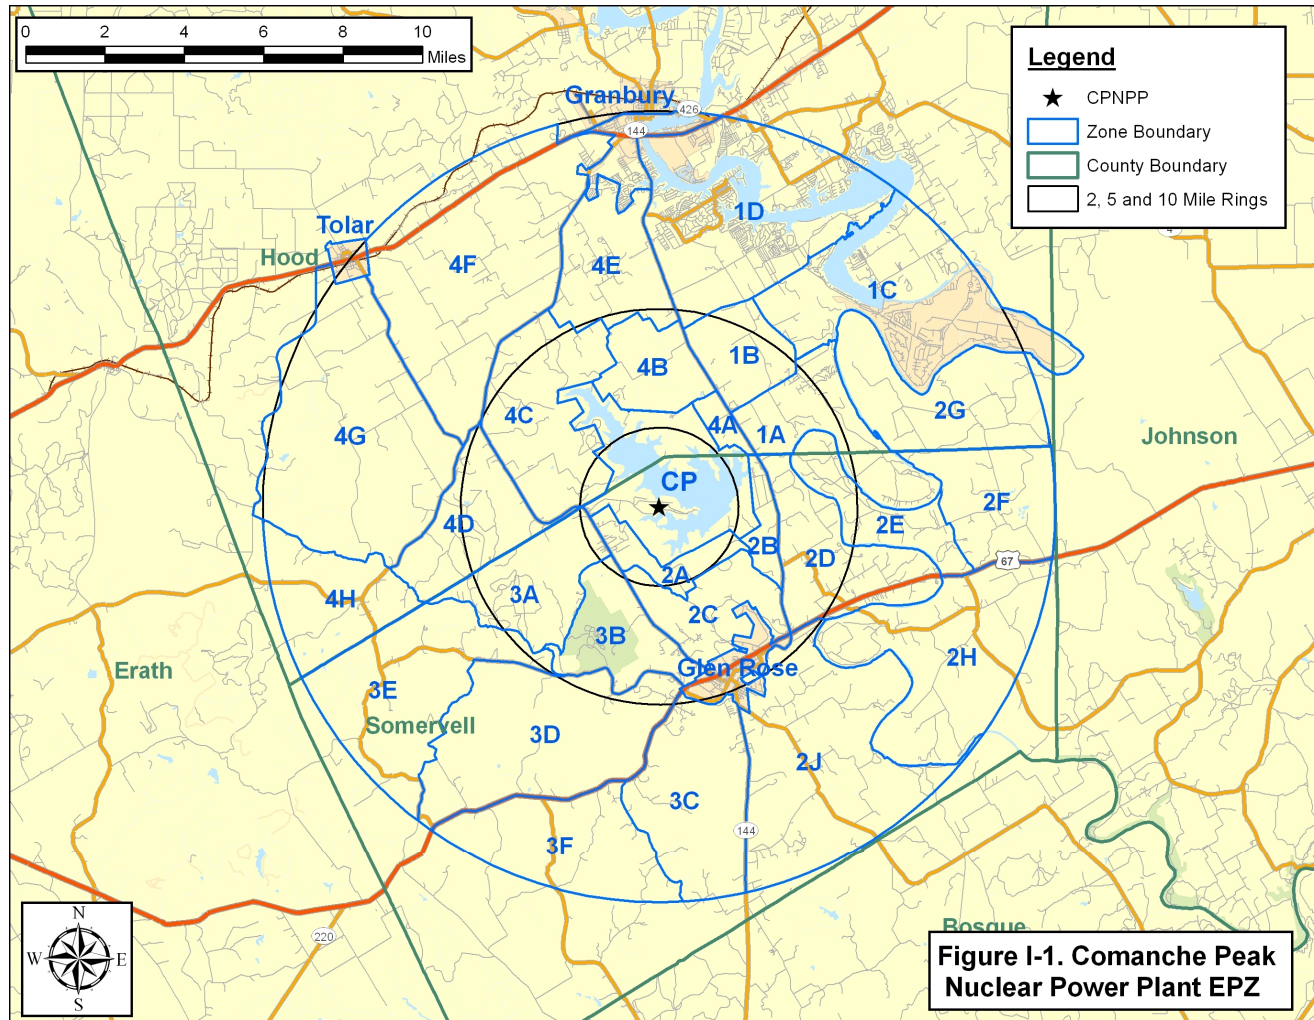 0 2 4 6 8 10
Miles
Legend
CPNPP
Zone Boundary
County Boundary
2, 5 and 10 Mile Rings
Granbury
426
144
1D
Tolar
Hood
4F
4E
1C
4
1B
4B
4C
4A
1A
2G
4G
Johnson
CP
4D
2F
2E
2B
2D
67
2A
3A
4H
2C
3B
Glen Rose
2H
Erath
3E
Somervell
3D
2J
3C
144
3F
220
Bosque
N
W E
S
Figure I-1. Comanche Peak
Nuclear Power Plant EPZ